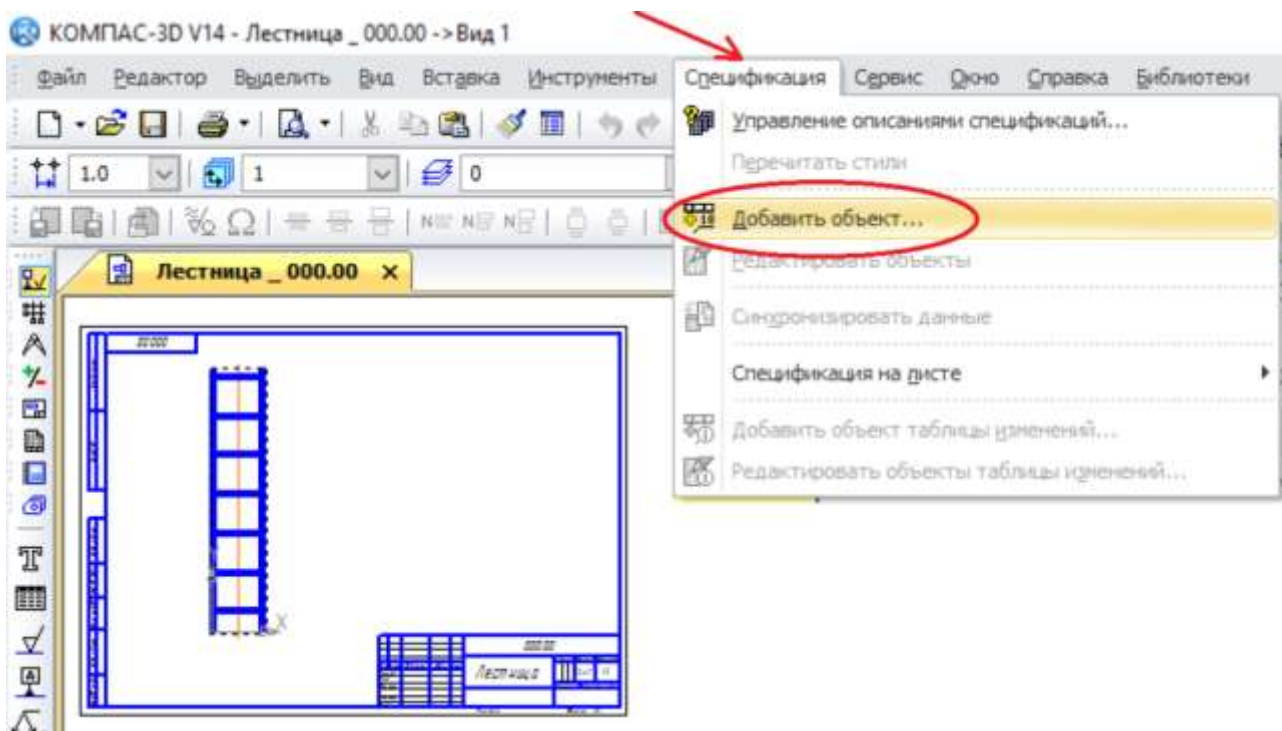 КОМПАС-3D V14 - Лестница _ 000.00 ->Вид 1
Файл Редактор Выделить Вид Вставка Инструменты Спецификация Сервис Окно Справка Библиотеки
Управление описаниями спецификаций...
Перечитать стили
1.0 1 0
Добавить объект...
Редактировать объекты
Лестница _ 000.00
Синхронизировать данные
Спецификация на листе
Добавить объект таблицы изменений...
Редактировать объекты таблицы изменений...
X
000.00
Лестница